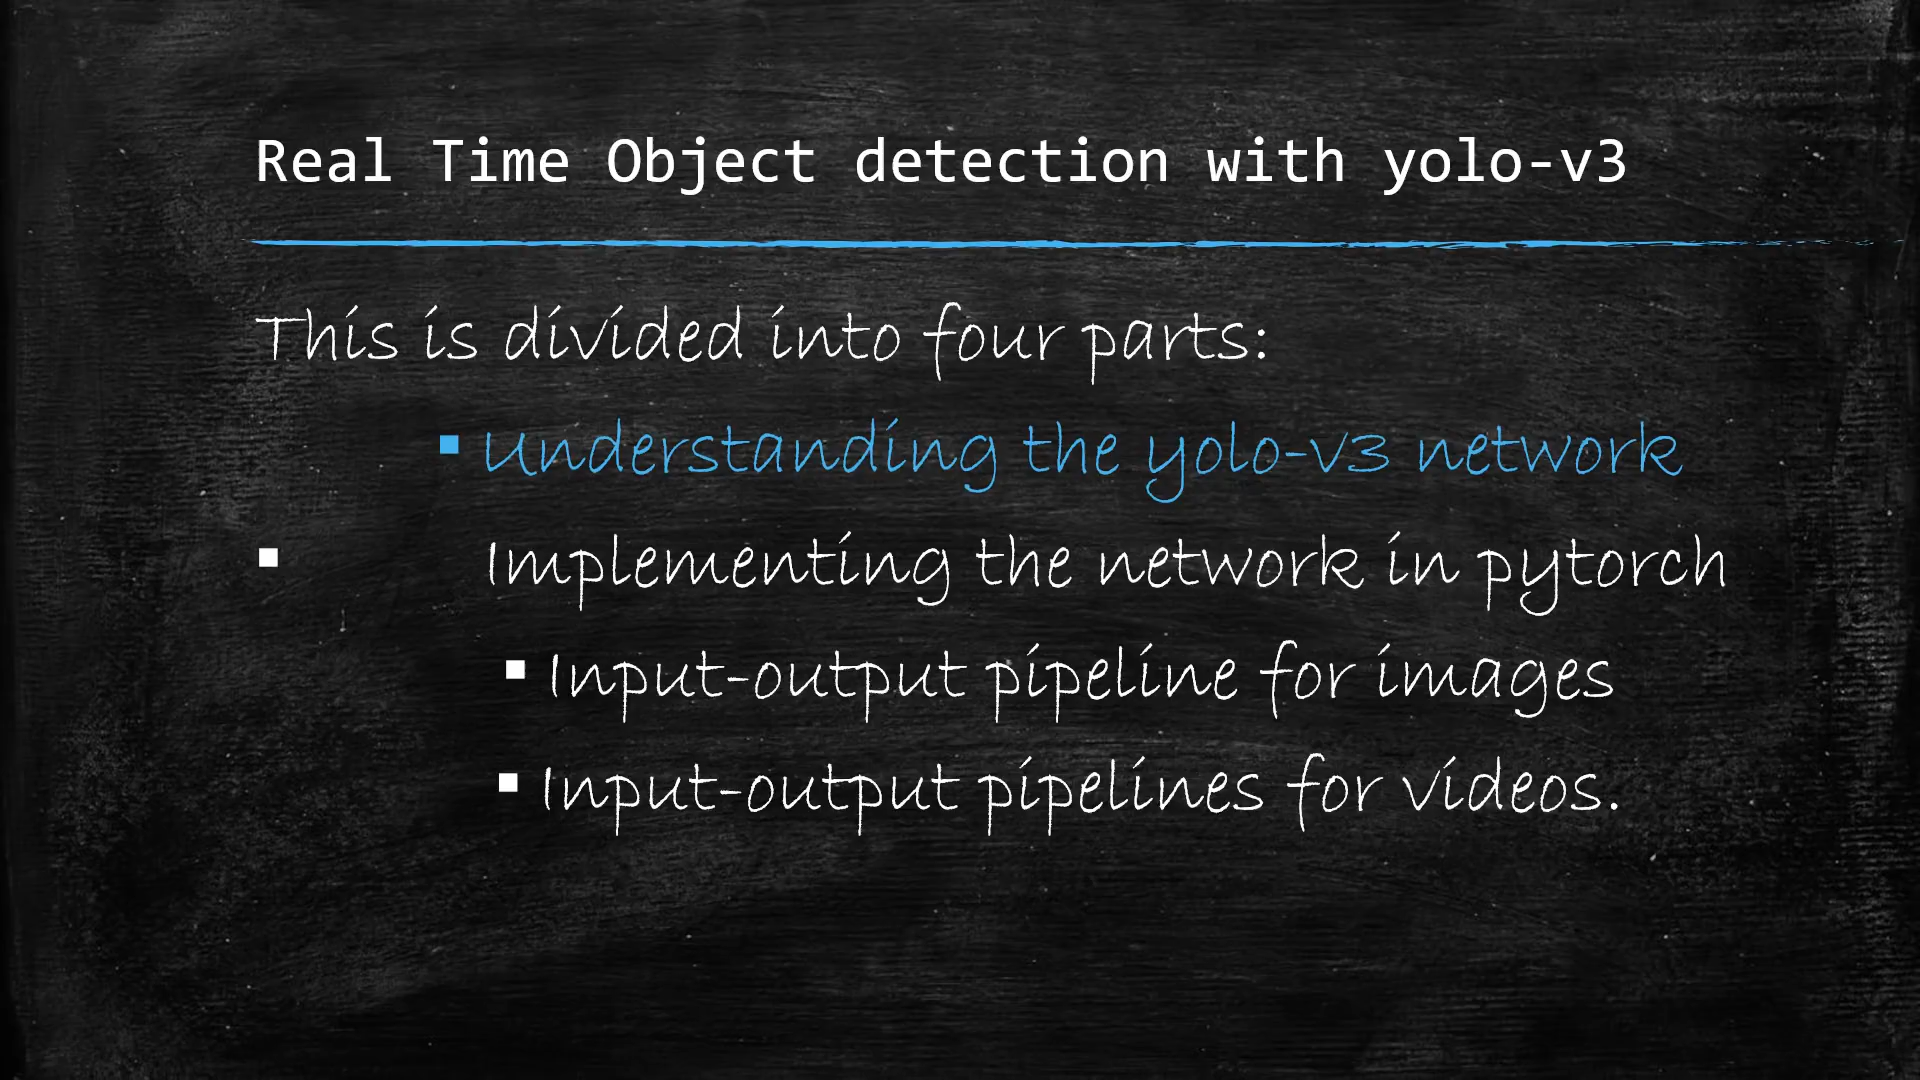 Real Time Object detection with yolo-v3
This is divided into four parts:
▪ Understanding the yolo-v3 network
▪ Implementing the network in pytorch
▪ Input-output pipeline for images
▪ Input-output pipelines for videos.